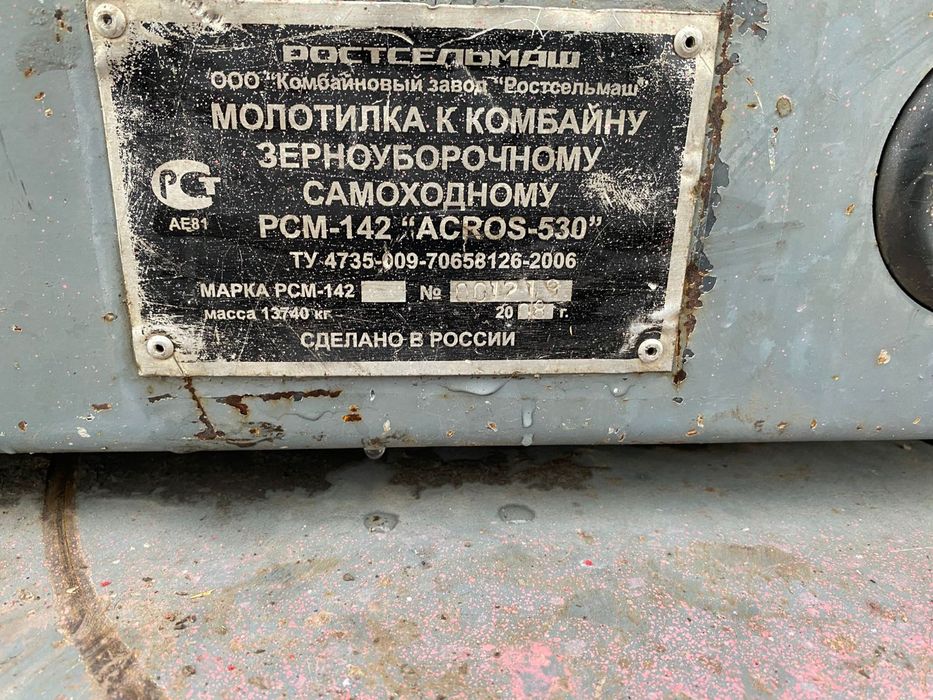 РОСТСЕЛЬМАШ
ООО "Комбайновый завод "Ростсельмаш"
МОЛОТИЛКА К КОМБАЙНУ
ЗЕРНОУБОРОЧНОМУ
САМОХОДНОМУ
РСТ
АЕ81
РСМ-142 "ACROS-530"
ТУ 4735-009-70658126-2006
МАРКА РСМ-142 №
масса 13740 кг 20 г.
СДЕЛАНО В РОССИИ